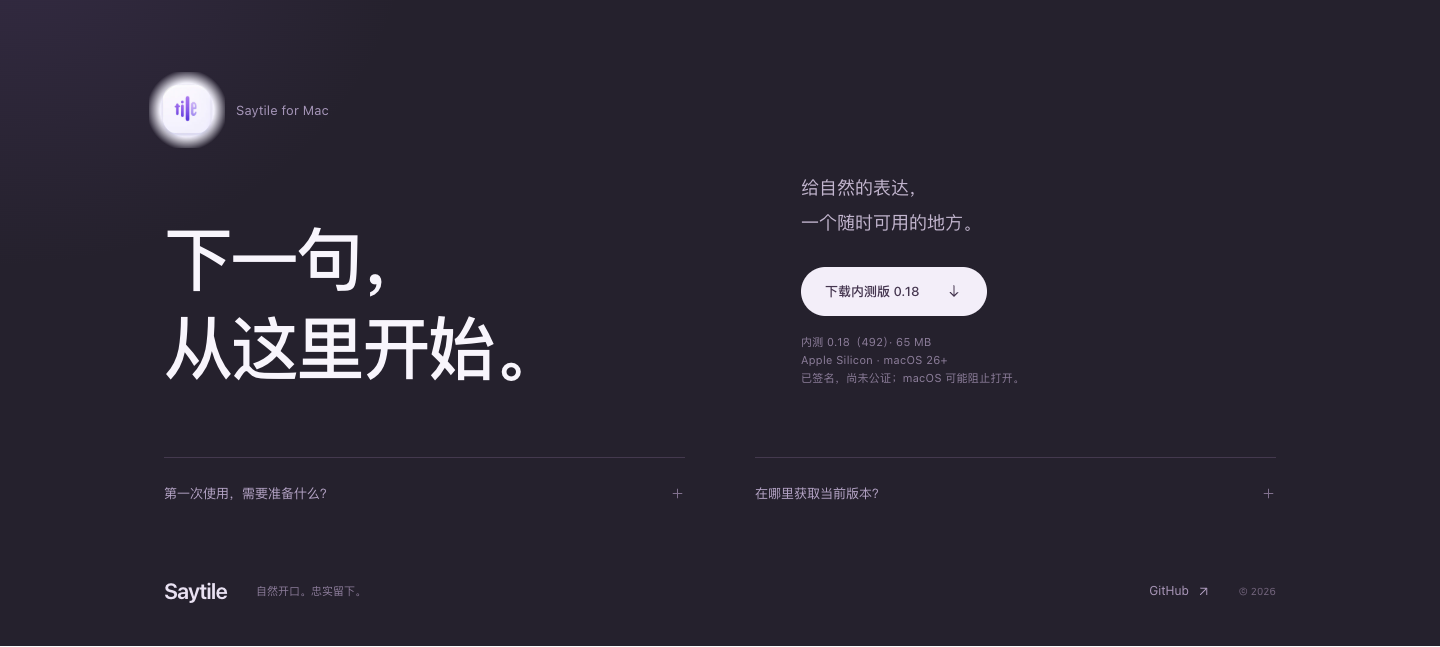 tile
Saytile for Mac
下一句，
从这里开始。
给自然的表达，
一个随时可用的地方。
下载内测版 0.18 ↓
内测 0.18（492）· 65 MB
Apple Silicon · macOS 26+
已签名，尚未公证；macOS 可能阻止打开。
第一次使用，需要准备什么？ +
在哪里获取当前版本？ +
Saytile 自然开口。忠实留下。
GitHub ↗ © 2026